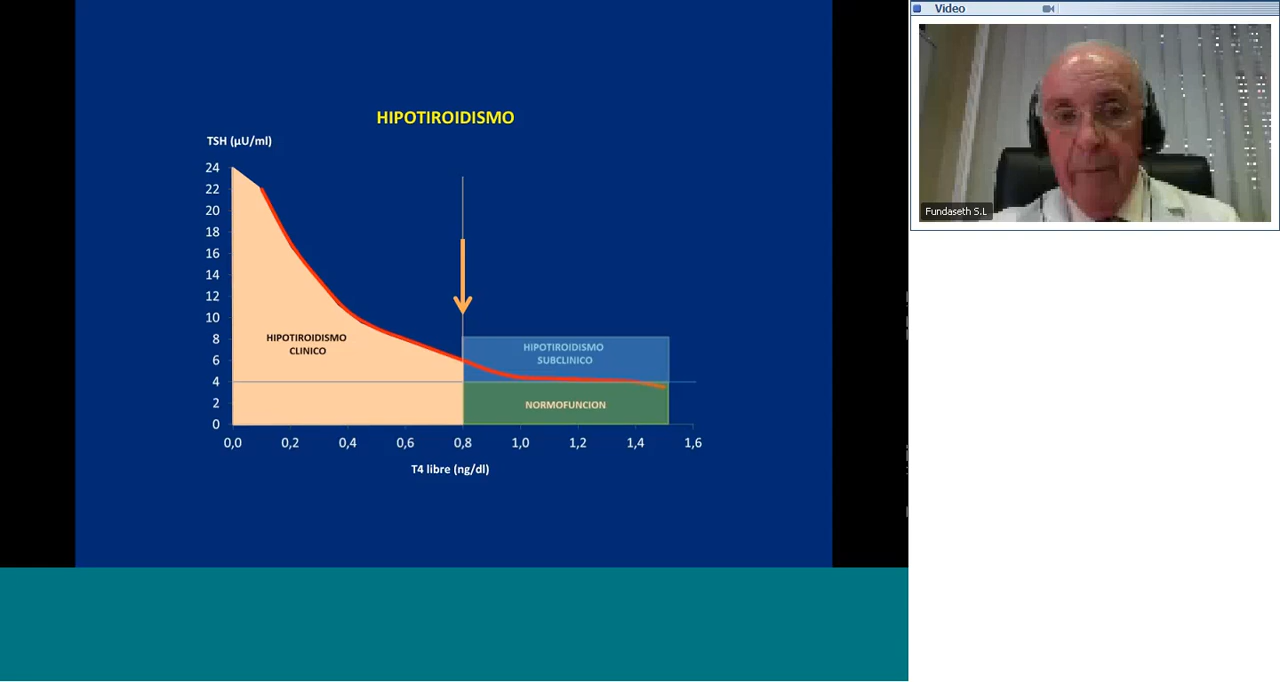 HIPOTIROIDISMO
TSH (µU/ml)
24
22
20
18
16
14
12
10
8
6
4
2
0
HIPOTIROIDISMO
CLINICO
HIPOTIROIDISMO
SUBCLINICO
NORMOFUNCION
0,0 0,2 0,4 0,6 0,8 1,0 1,2 1,4 1,6
T4 libre (ng/dl)
Video
Fundaseth S.L